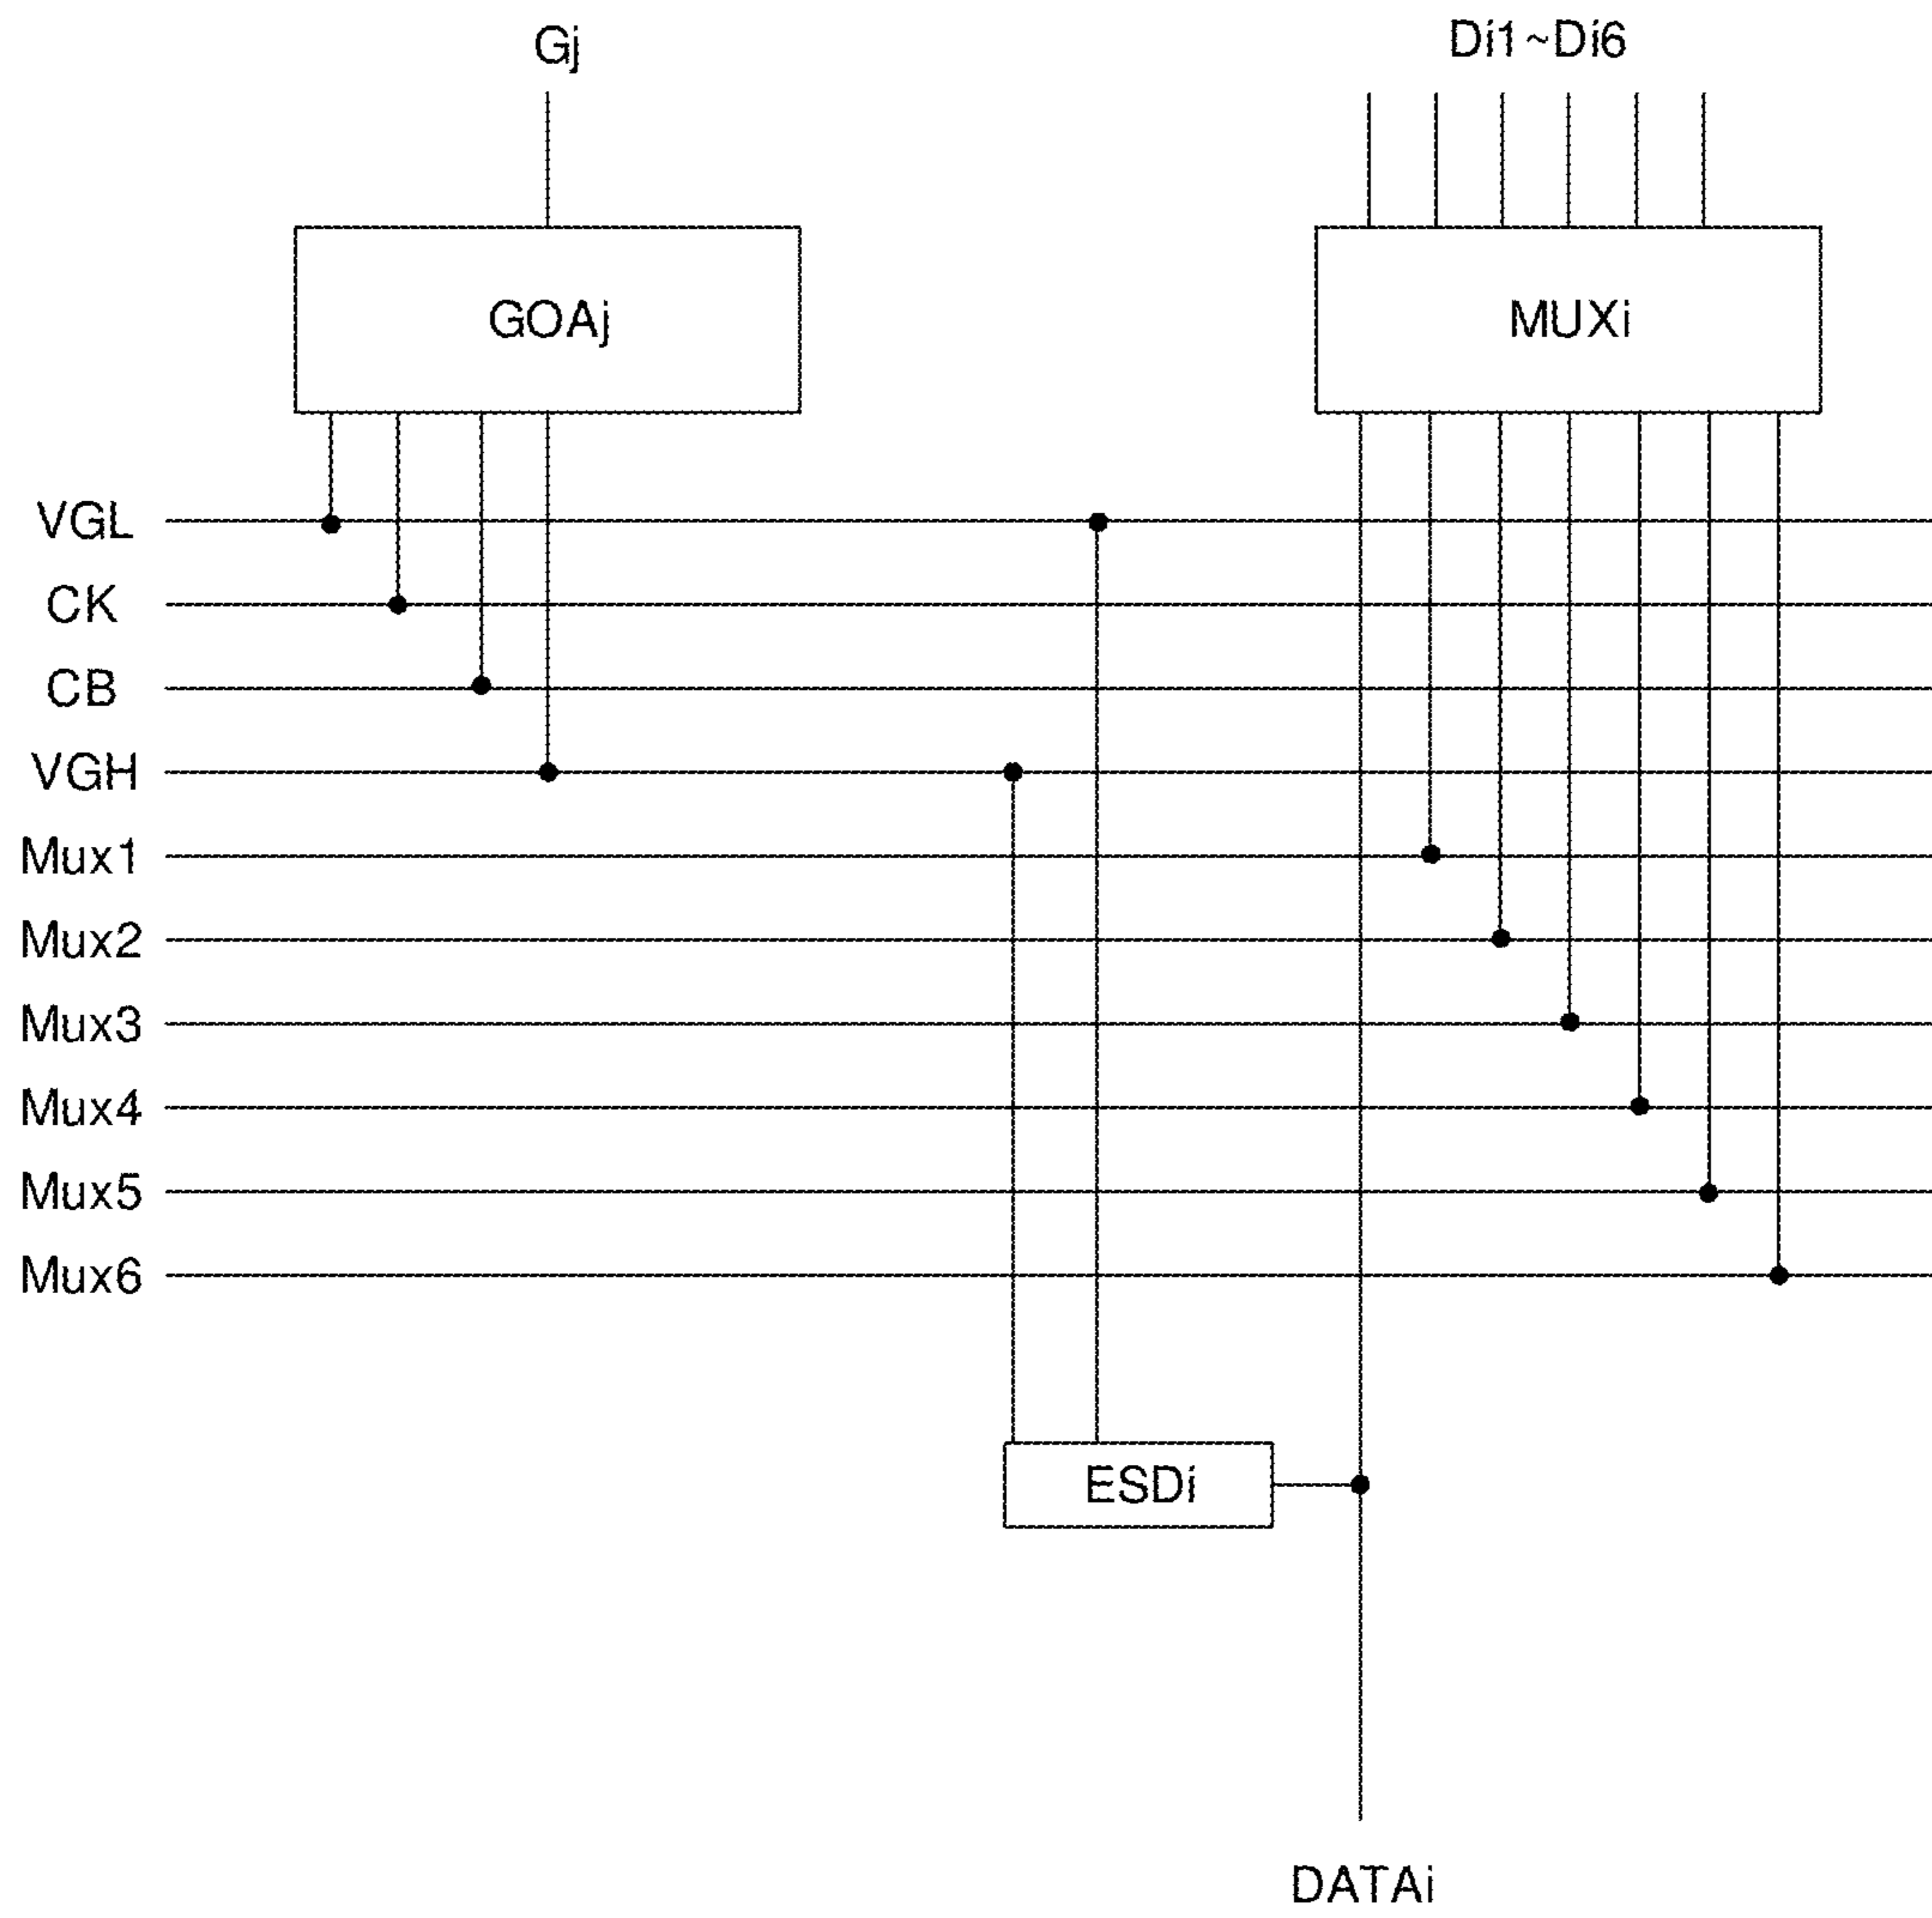 Gj
Di1~Di6
GOAj
MUXi
VGL
CK
CB
VGH
Mux1
Mux2
Mux3
Mux4
Mux5
Mux6
ESDi
DATAi